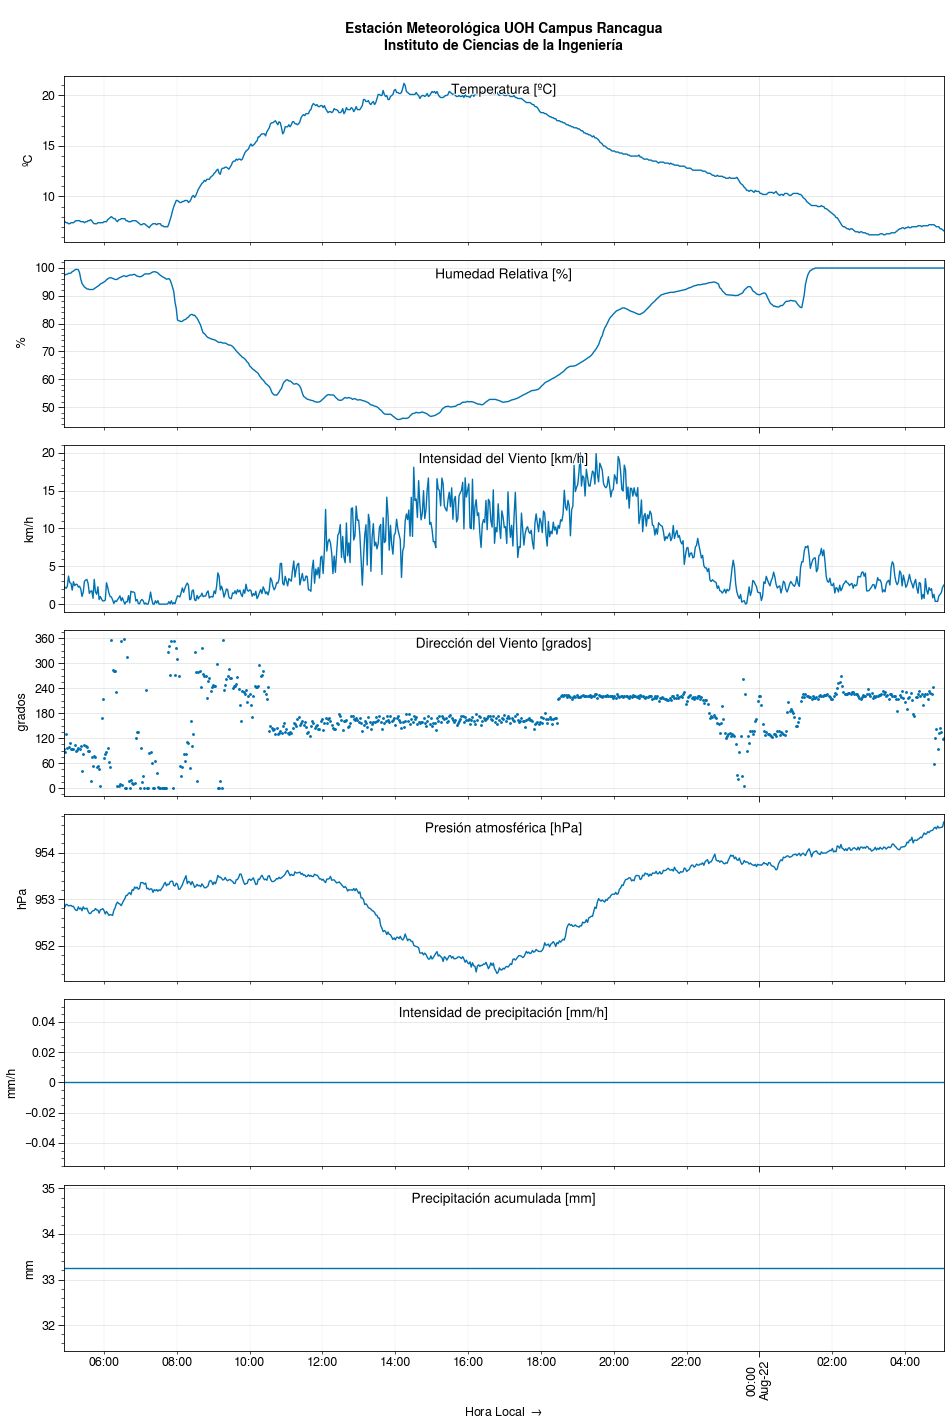 Estación Meteorológica UOH Campus Rancagua
Instituto de Ciencias de la Ingeniería
Temperatura [ºC]
ºC
20
15
10
Humedad Relativa [%]
%
100
90
80
70
60
50
Intensidad del Viento [km/h]
km/h
20
15
10
5
0
Dirección del Viento [grados]
grados
360
300
240
180
120
60
0
Presión atmosférica [hPa]
hPa
954
953
952
Intensidad de precipitación [mm/h]
mm/h
0.04
0.02
0
−0.02
−0.04
Precipitación acumulada [mm]
mm
35
34
33
32
06:00 08:00 10:00 12:00 14:00 16:00 18:00 20:00 22:00 00:00 02:00 04:00
Aug-22
Hora Local →